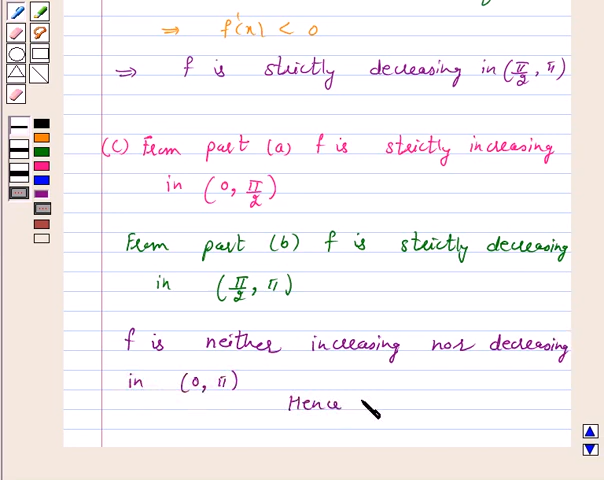 ⇒ f'(x) < 0
⇒ f is strictly decreasing in (π/2, π)
(C) From part (a) f is strictly increasing
in (0, π/2)
From part (b) f is strictly decreasing
in (π/2, π)
f is neither increasing nor decreasing
in (0, π)
Hence